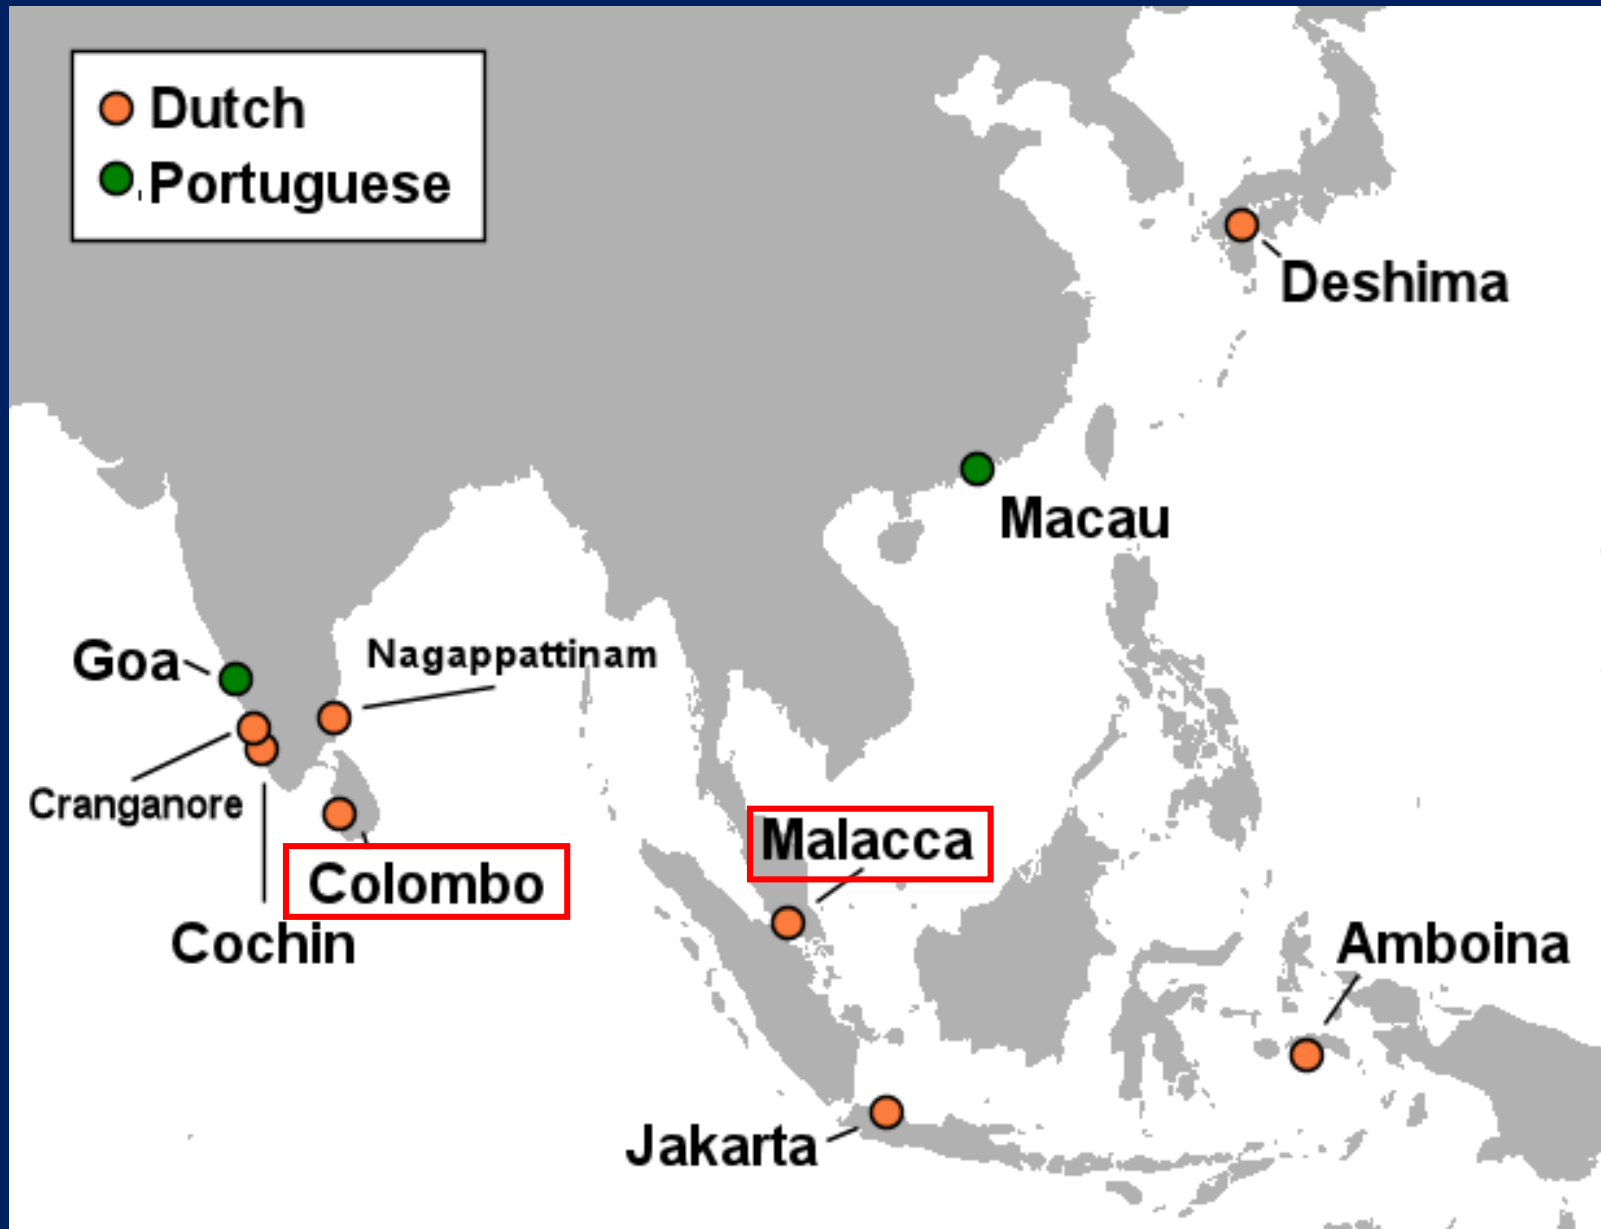 Dutch
Portuguese
Deshima
Macau
Goa
Nagappattinam
Cranganore
Malacca
Colombo
Cochin
Amboina
Jakarta